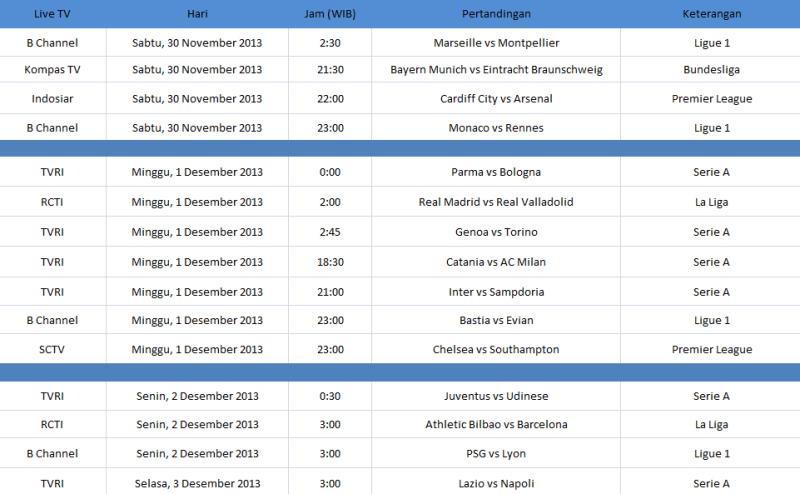 Live TV Hari Jam (WIB) Pertandingan Keterangan
B Channel Sabtu, 30 November 2013 2:30 Marseille vs Montpellier Ligue 1
Kompas TV Sabtu, 30 November 2013 21:30 Bayern Munich vs Eintracht Braunschweig Bundesliga
Indosiar Sabtu, 30 November 2013 22:00 Cardiff City vs Arsenal Premier League
B Channel Sabtu, 30 November 2013 23:00 Monaco vs Rennes Ligue 1
TVRI Minggu, 1 Desember 2013 0:00 Parma vs Bologna Serie A
RCTI Minggu, 1 Desember 2013 2:00 Real Madrid vs Real Valladolid La Liga
TVRI Minggu, 1 Desember 2013 2:45 Genoa vs Torino Serie A
TVRI Minggu, 1 Desember 2013 18:30 Catania vs AC Milan Serie A
TVRI Minggu, 1 Desember 2013 21:00 Inter vs Sampdoria Serie A
B Channel Minggu, 1 Desember 2013 23:00 Bastia vs Evian Ligue 1
SCTV Minggu, 1 Desember 2013 23:00 Chelsea vs Southampton Premier League
TVRI Senin, 2 Desember 2013 0:30 Juventus vs Udinese Serie A
RCTI Senin, 2 Desember 2013 3:00 Athletic Bilbao vs Barcelona La Liga
B Channel Senin, 2 Desember 2013 3:00 PSG vs Lyon Ligue 1
TVRI Selasa, 3 Desember 2013 3:00 Lazio vs Napoli Serie A